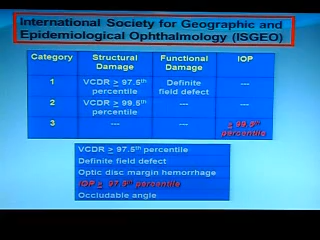 International Society for Geographic and
Epidemiological Ophthalmology (ISGEO)
Category Structural Damage Functional Damage IOP
1 VCDR ≥ 97.5th percentile Definite field defect ---
2 VCDR ≥ 99.5th percentile --- ---
3 --- --- ≥ 99.5th percentile
VCDR ≥ 97.5th percentile
Definite field defect
Optic disc margin hemorrhage
IOP ≥ 97.5th percentile
Occludable angle